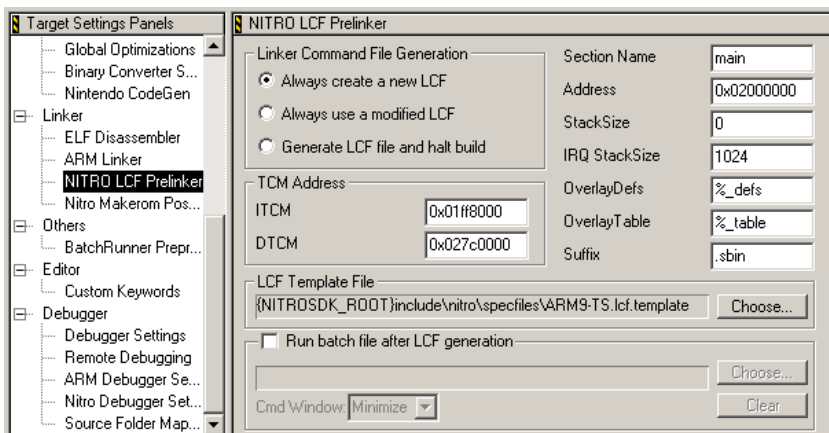 Target Settings Panels
Global Optimizations
Binary Converter S...
Nintendo CodeGen
Linker
ELF Disassembler
ARM Linker
NITRO LCF Prelinker
Nitro Makerom Pos...
Others
BatchRunner Prepr...
Editor
Custom Keywords
Debugger
Debugger Settings
Remote Debugging
ARM Debugger Se...
Nitro Debugger Set...
Source Folder Map...
NITRO LCF Prelinker
Linker Command File Generation
Always create a new LCF
Always use a modified LCF
Generate LCF file and halt build
TCM Address
ITCM 0x01ff8000
DTCM 0x027c0000
Section Name main
Address 0x02000000
StackSize 0
IRQ StackSize 1024
OverlayDefs %_defs
OverlayTable %_table
Suffix .sbin
LCF Template File
{NITROSDK_ROOT}include\nitro\specfiles\ARM9-TS.lcf.template Choose...
Run batch file after LCF generation
Choose...
Cmd Window: Minimize Clear